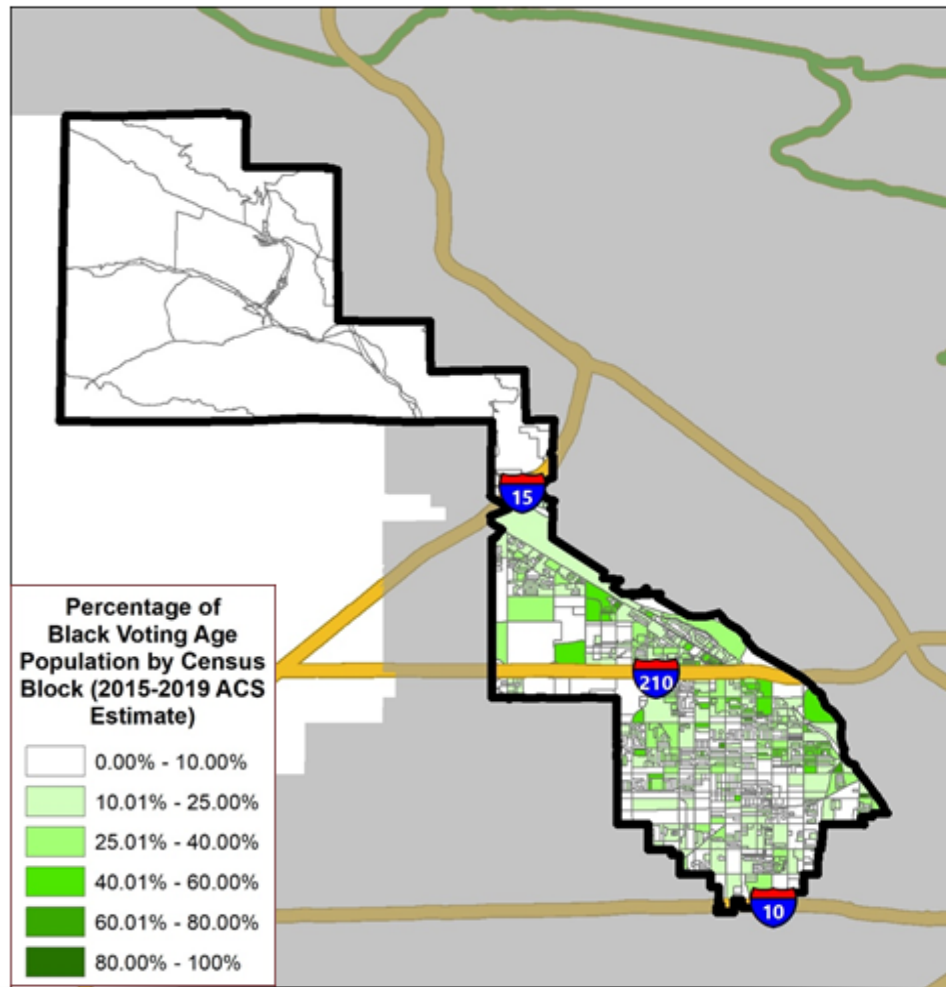 15
210
10
Percentage of
Black Voting Age
Population by Census
Block (2015-2019 ACS
Estimate)
0.00% - 10.00%
10.01% - 25.00%
25.01% - 40.00%
40.01% - 60.00%
60.01% - 80.00%
80.00% - 100%